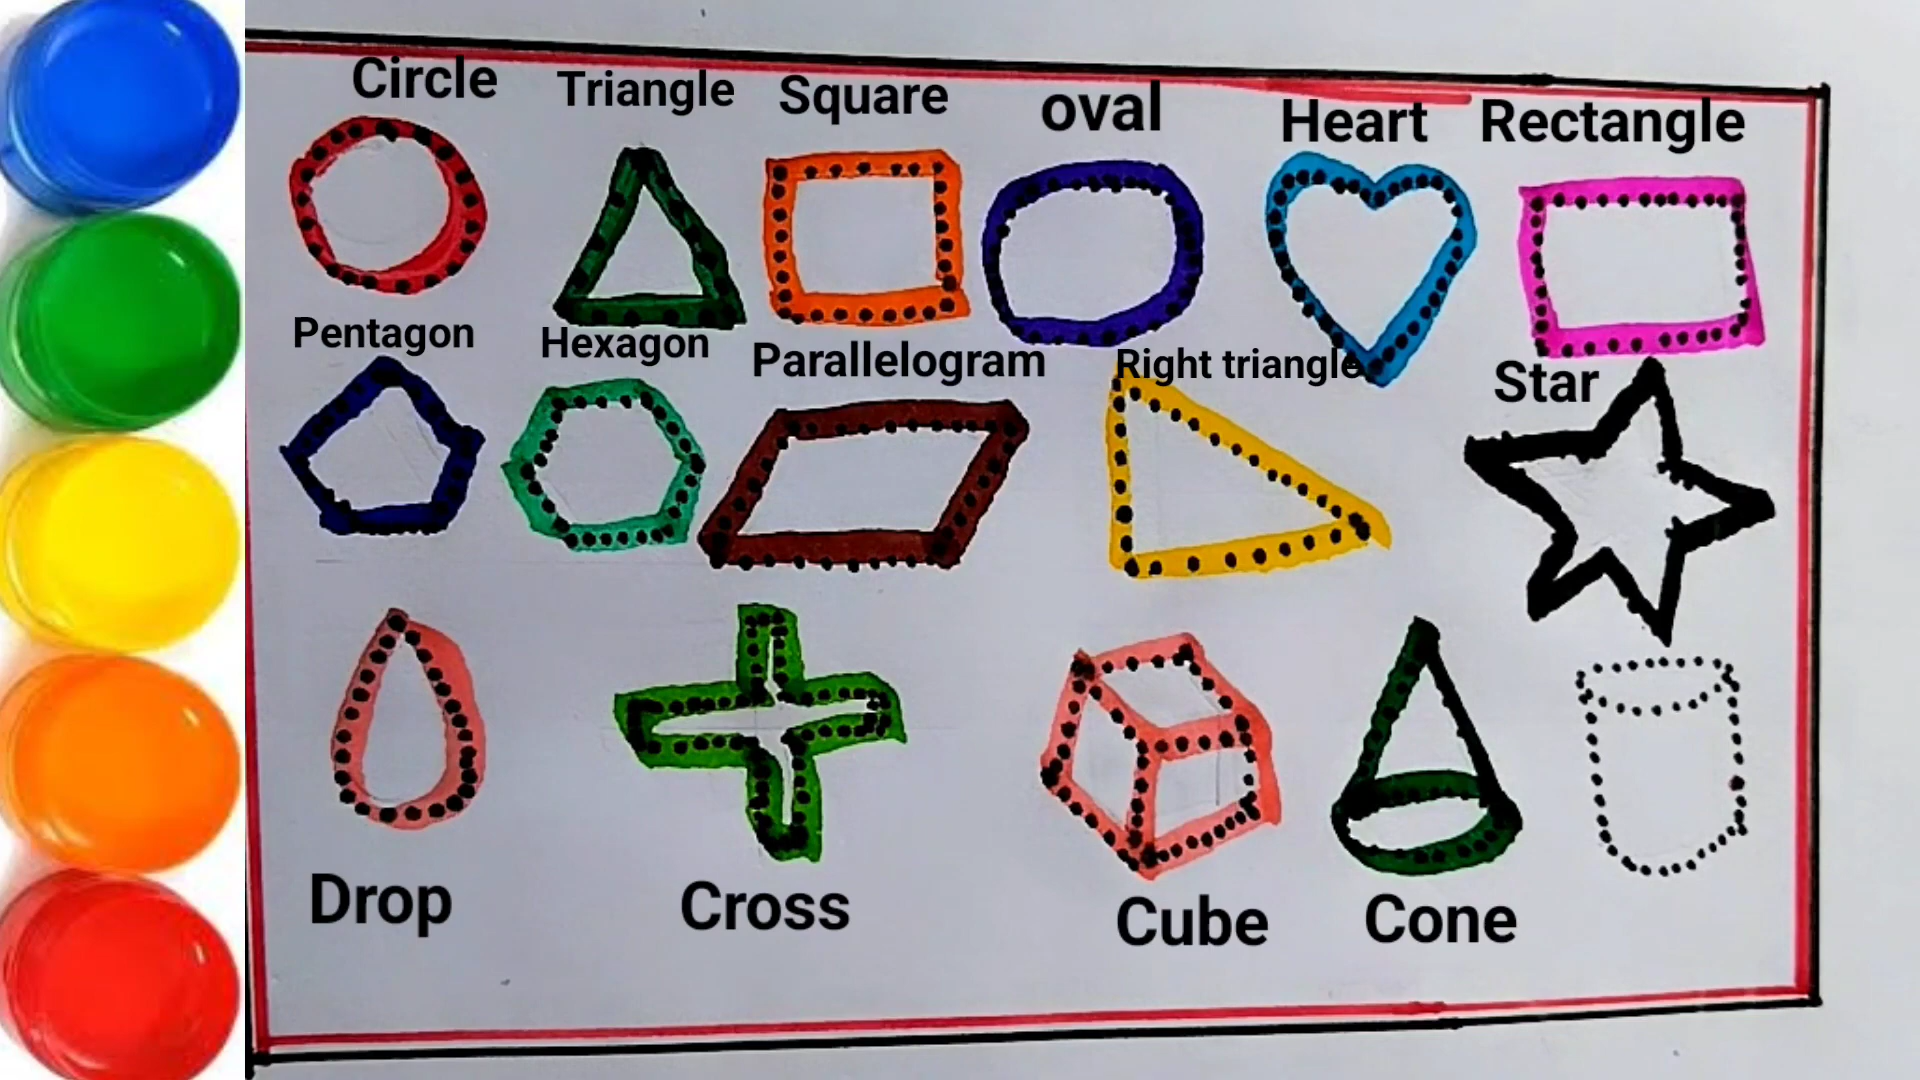 Circle
Triangle
Square
oval
Heart
Rectangle
Pentagon
Hexagon
Parallelogram
Right triangle
Star
Drop
Cross
Cube
Cone